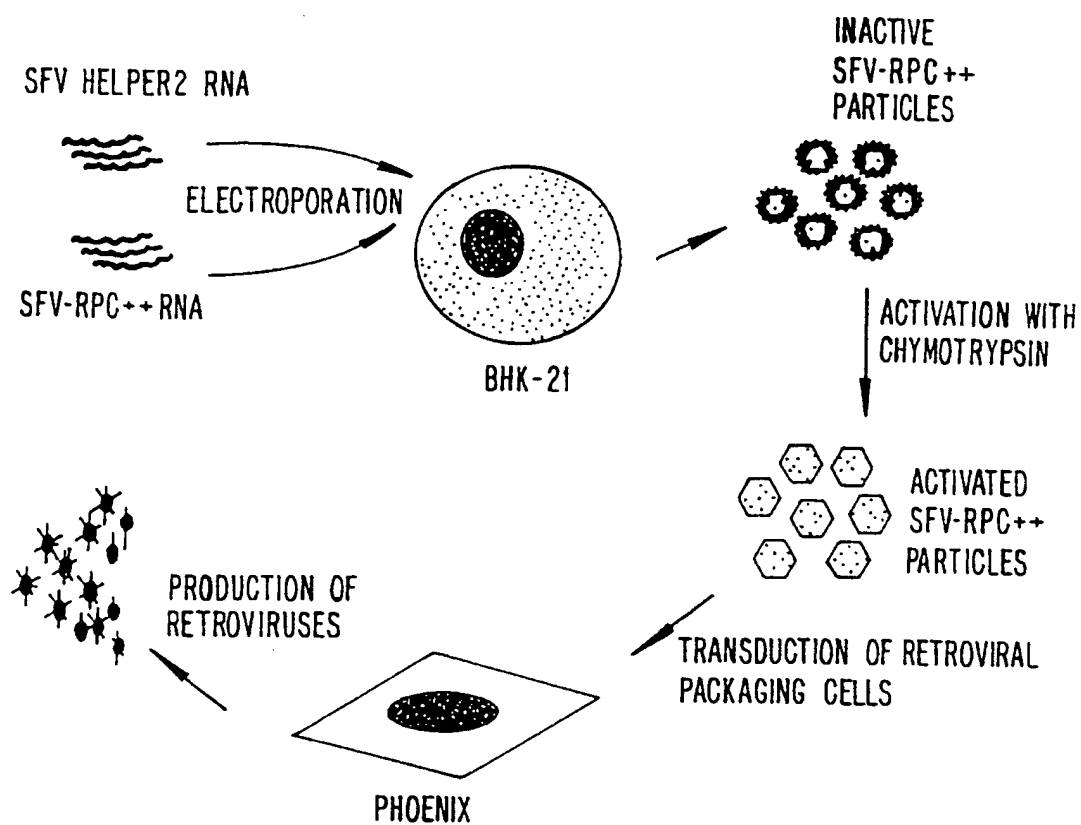 SFV HELPER2 RNA
ELECTROPORATION
SFV-RPC++RNA
BHK-21
INACTIVE
SFV-RPC++
PARTICLES
ACTIVATION WITH
CHYMOTRYPSIN
ACTIVATED
SFV-RPC++
PARTICLES
TRANSDUCTION OF RETROVIRAL
PACKAGING CELLS
PHOENIX
PRODUCTION OF
RETROVIRUSES